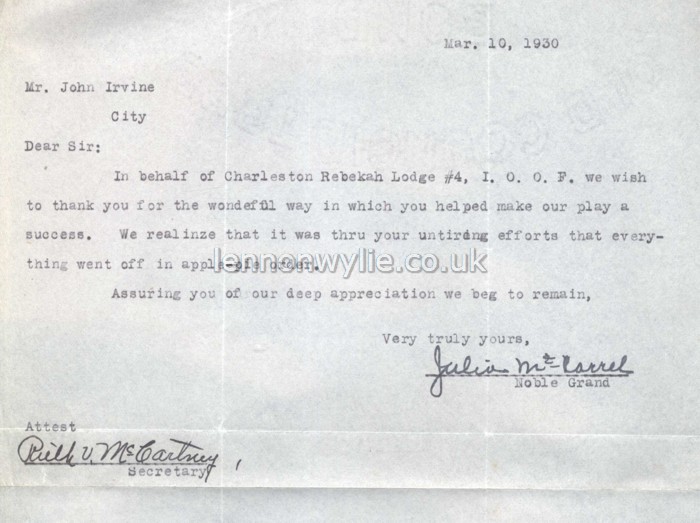 Mar. 10, 1930
Mr. John Irvine
City
Dear Sir:
In behalf of Charleston Rebekah Lodge #4, I. O. O. F. we wish
to thank you for the wondeful way in which you helped make our play a
success. We realinze that it was thru your untiring efforts that every-
thing went off in apple-pie order.
lennonwylie.co.uk
Assuring you of our deep appreciation we beg to remain,
Very truly yours,
Julia McCarrel
Noble Grand
Attest
Ruth V. McCartney
Secretary